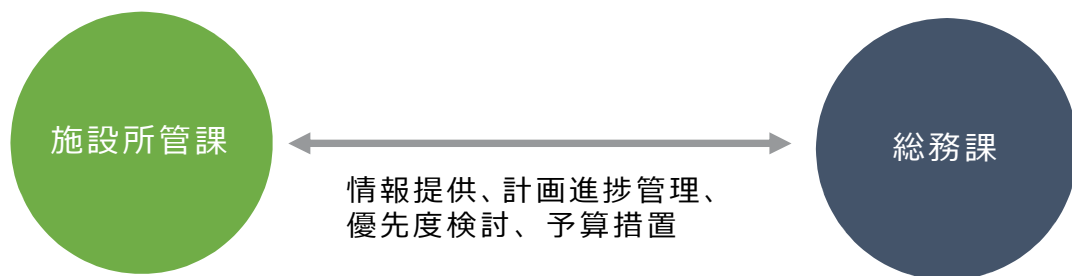 施設所管課
総務課
情報提供、計画進捗管理、
優先度検討、予算措置